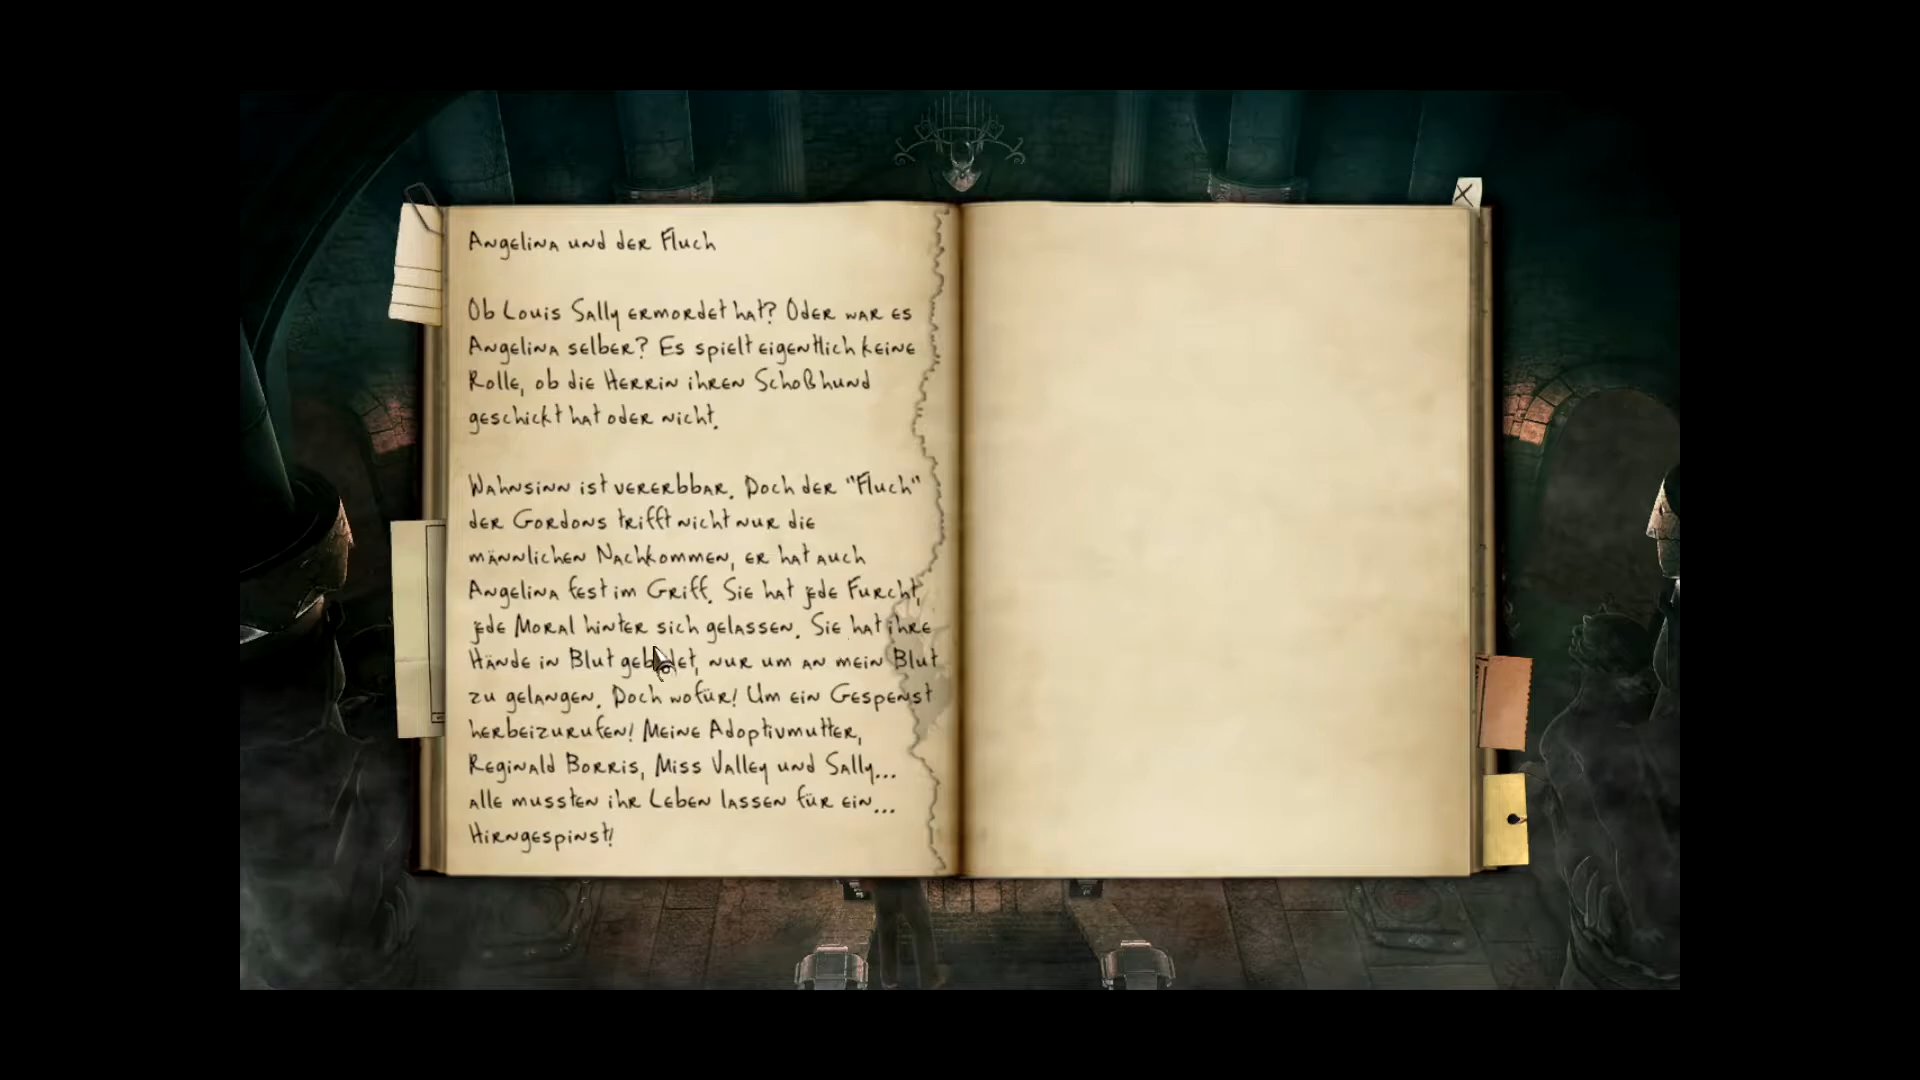 Angelina und der Fluch
Ob Louis Sally ermordet hat? Oder war es
Angelina selber? Es spielt eigentlich keine
Rolle, ob die Herrin ihren Schoßhund
geschickt hat oder nicht.
Wahnsinn ist vererbbar. Doch der "Fluch"
der Gordons trifft nicht nur die
männlichen Nachkommen, er hat auch
Angelina fest im Griff. Sie hat jede Furcht,
jede Moral hinter sich gelassen. Sie hat ihre
Hände in Blut gebadet, nur um an mein Blut
zu gelangen. Doch wofür! Um ein Gespenst
herbeizurufen! Meine Adoptivmutter,
Reginald Borris, Miss Valley und Sally...
alle mussten ihr Leben lassen für ein...
Hirngespinst!